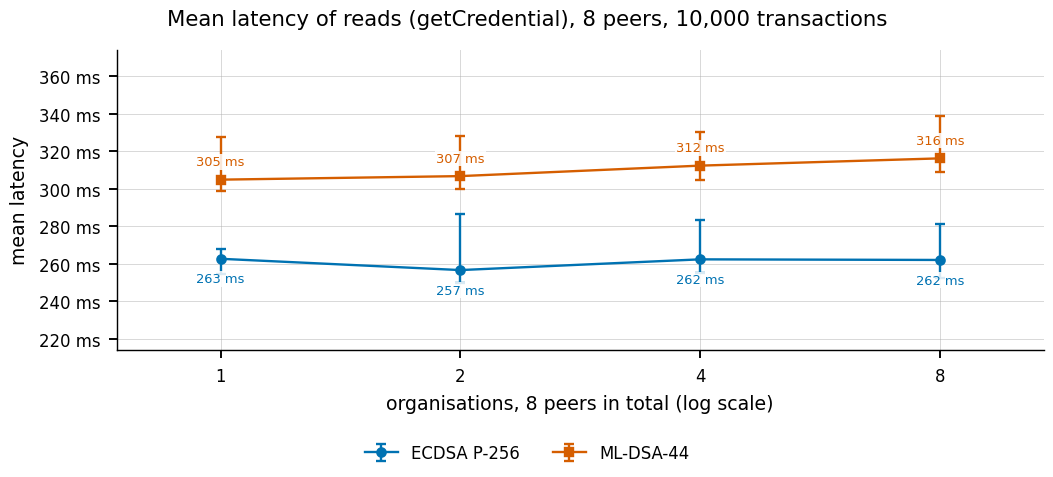 Mean latency of reads (getCredential), 8 peers, 10,000 transactions
mean latency
360 ms
340 ms
320 ms
300 ms
280 ms
260 ms
240 ms
220 ms
305 ms
307 ms
312 ms
316 ms
263 ms
257 ms
262 ms
262 ms
1 2 4 8
organisations, 8 peers in total (log scale)
ECDSA P-256 ML-DSA-44